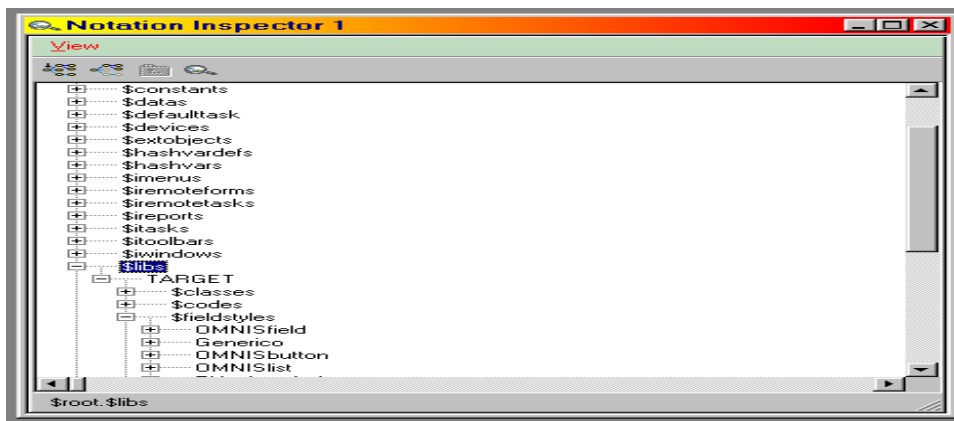 Notation Inspector 1
View
$constants
$datas
$defaulttask
$devices
$extobjects
$hashvardefs
$hashvars
$imenus
$iremoteforms
$iremotetasks
$ireports
$itasks
$itoolbars
$iwindows
$libs
TARGET
$classes
$codes
$fieldstyles
OMNISfield
Generico
OMNISbutton
OMNISlist
$root.$libs